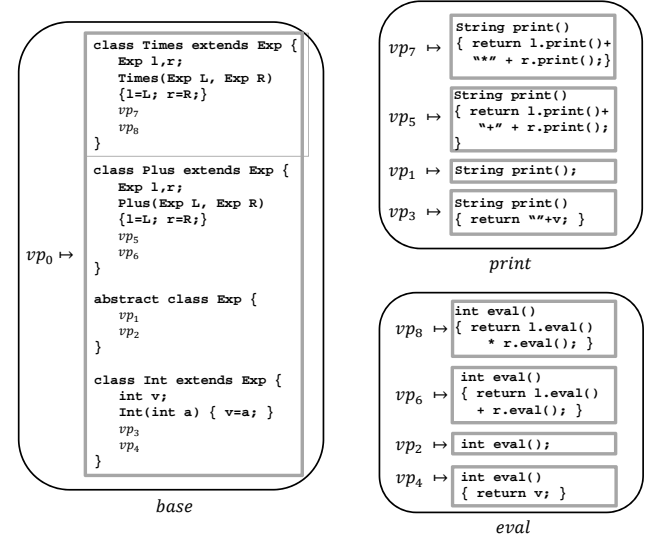 class Times extends Exp {
Exp l,r;
Times(Exp L, Exp R)
{l=L; r=R;}
vp7
vp8
}
class Plus extends Exp {
Exp l,r;
Plus(Exp L, Exp R)
{l=L; r=R;}
vp5
vp6
}
vp0 ↦
abstract class Exp {
vp1
vp2
}
class Int extends Exp {
int v;
Int(int a) { v=a; }
vp3
vp4
}
base
vp7 ↦
String print()
{ return l.print()+
“*” + r.print();}
vp5 ↦
String print()
{ return l.print()+
“+” + r.print();
}
vp1 ↦ String print();
vp3 ↦
String print()
{ return “”+v; }
print
vp8 ↦
int eval()
{ return l.eval()
* r.eval(); }
vp6 ↦
int eval()
{ return l.eval()
+ r.eval(); }
vp2 ↦ int eval();
vp4 ↦
int eval()
{ return v; }
eval